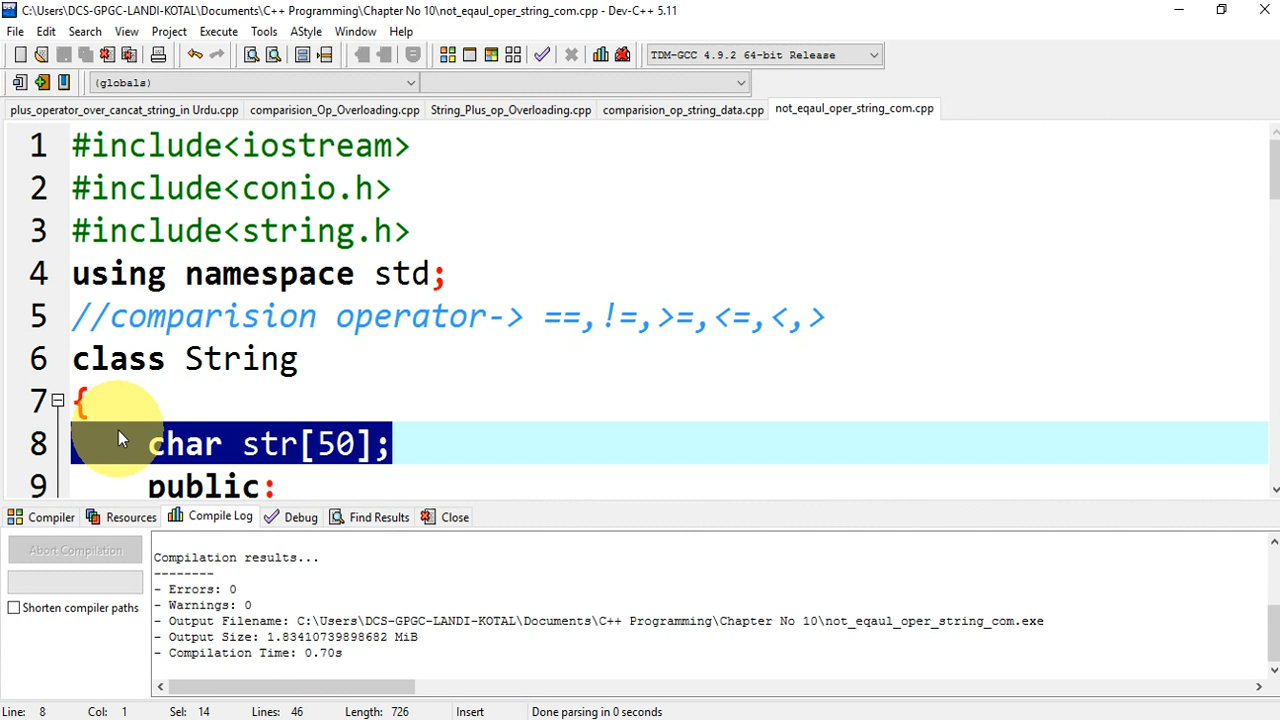 C:\Users\DCS-GPGC-LANDI-KOTAL\Documents\C++ Programming\Chapter No 10\not_eqaul_oper_string_com.cpp - Dev-C++ 5.11
File Edit Search View Project Execute Tools AStyle Window Help
TDM-GCC 4.9.2 64-bit Release
(globals)
plus_operator_over_cancat_string_in Urdu.cpp comparision_Op_Overloading.cpp String_Plus_op_Overloading.cpp comparision_op_string_data.cpp not_eqaul_oper_string_com.cpp
1 #include<iostream>
2 #include<conio.h>
3 #include<string.h>
4 using namespace std;
5 //comparision operator-> ==,!=,>=,<=,<,>
6 class String
7 {
8 char str[50];
9 public:
Compiler Resources Compile Log Debug Find Results Close
Abort Compilation
Shorten compiler paths
Compilation results...
--------
- Errors: 0
- Warnings: 0
- Output Filename: C:\Users\DCS-GPGC-LANDI-KOTAL\Documents\C++ Programming\Chapter No 10\not_eqaul_oper_string_com.exe
- Output Size: 1.83410739898682 MiB
- Compilation Time: 0.70s
Line: 8 Col: 1 Sel: 14 Lines: 46 Length: 726 Insert Done parsing in 0 seconds